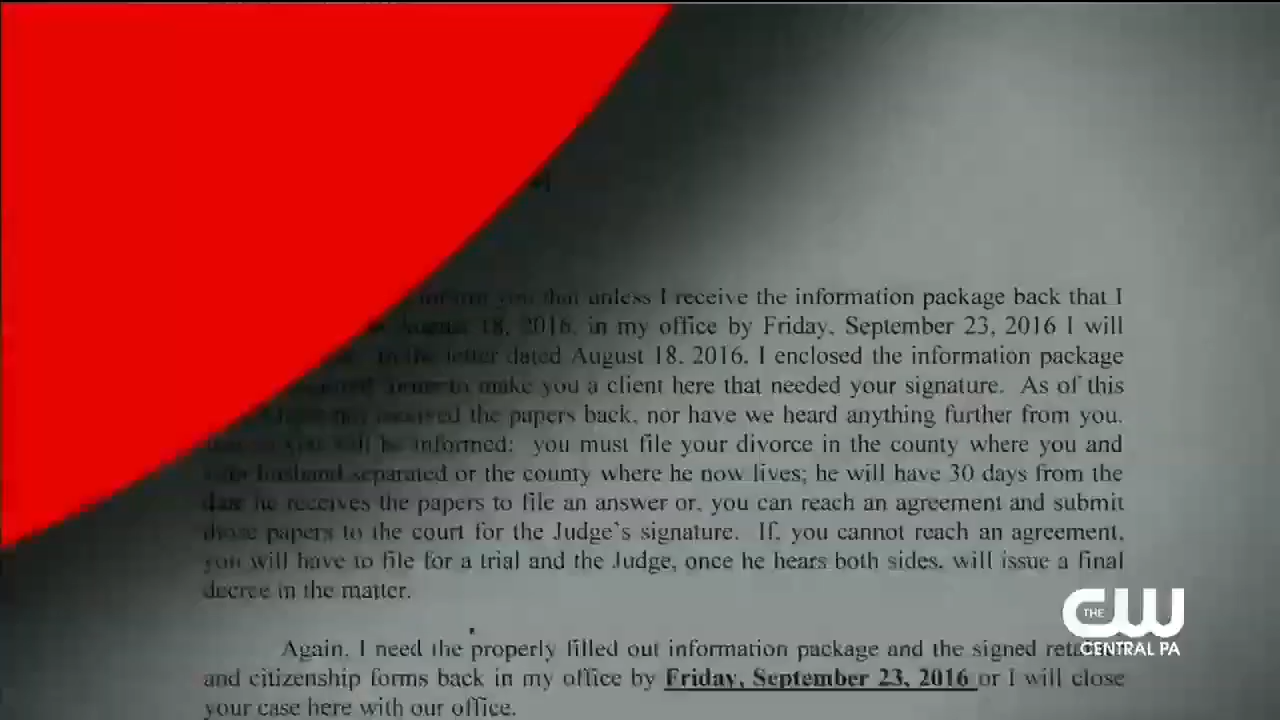 you that unless I receive the information package back that I
August 18, 2016, in my office by Friday, September 23, 2016 I will
letter dated August 18, 2016, I enclosed the information package
to make you a client here that needed your signature. As of this
received the papers back, nor have we heard anything further from you.
be informed: you must file your divorce in the county where you and
husband separated or the county where he now lives; he will have 30 days from the
date he receives the papers to file an answer or, you can reach an agreement and submit
those papers to the court for the Judge's signature. If, you cannot reach an agreement,
you will have to file for a trial and the Judge, once he hears both sides, will issue a final
decree in the matter.
Again, I need the properly filled out information package and the signed
and citizenship forms back in my office by Friday, September 23, 2016 or I will close
your case here with our office.
THE CW
CENTRAL PA